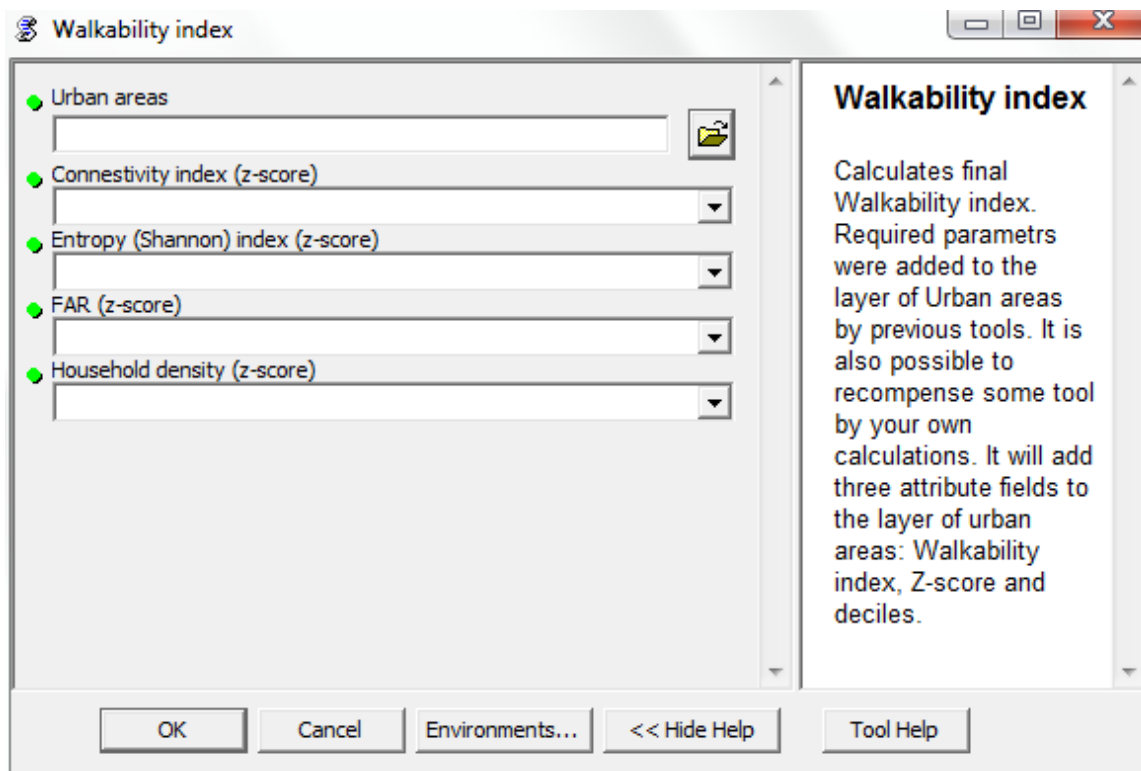 Walkability index
Urban areas
Connestivity index (z-score)
Entropy (Shannon) index (z-score)
FAR (z-score)
Household density (z-score)
Walkability index
Calculates final
Walkability index.
Required parametrs
were added to the
layer of Urban areas
by previous tools. It is
also possible to
recompense some tool
by your own
calculations. It will add
three attribute fields to
the layer of urban
areas: Walkability
index, Z-score and
deciles.
OK Cancel Environments... << Hide Help Tool Help